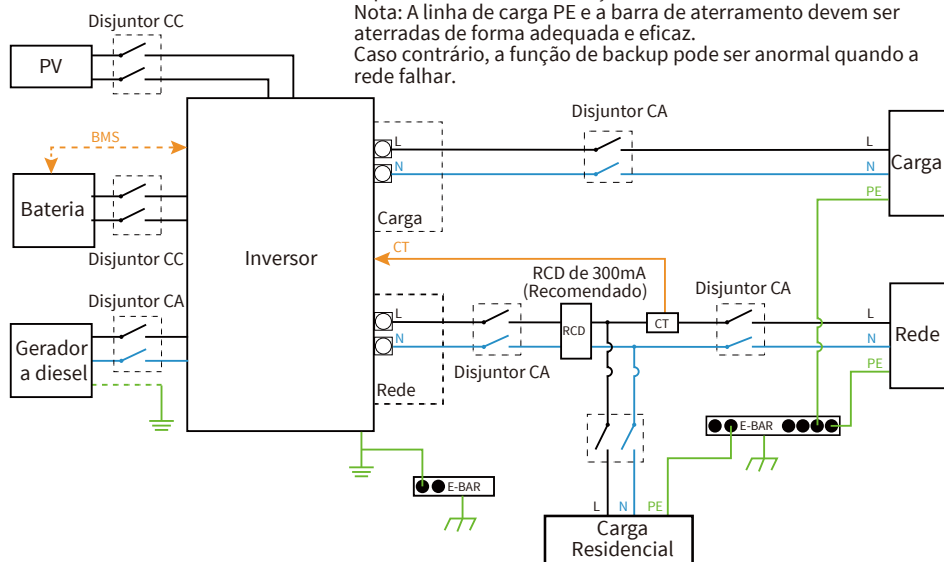 Nota: A linha de carga PE e a barra de aterramento devem ser
aterradas de forma adequada e eficaz.
Caso contrário, a função de backup pode ser anormal quando a
rede falhar.
Disjuntor CC
PV
BMS
Bateria
Disjuntor CC
Disjuntor CA
Gerador
a diesel
Inversor
L
N
Carga
Disjuntor CA
L
N
PE
Carga
CT
RCD de 300mA
(Recomendado)
Disjuntor CA
L
N
Rede
Disjuntor CA
RCD
CT
L
N
PE
Rede
E-BAR
E-BAR
L
N
PE
Carga
Residencial